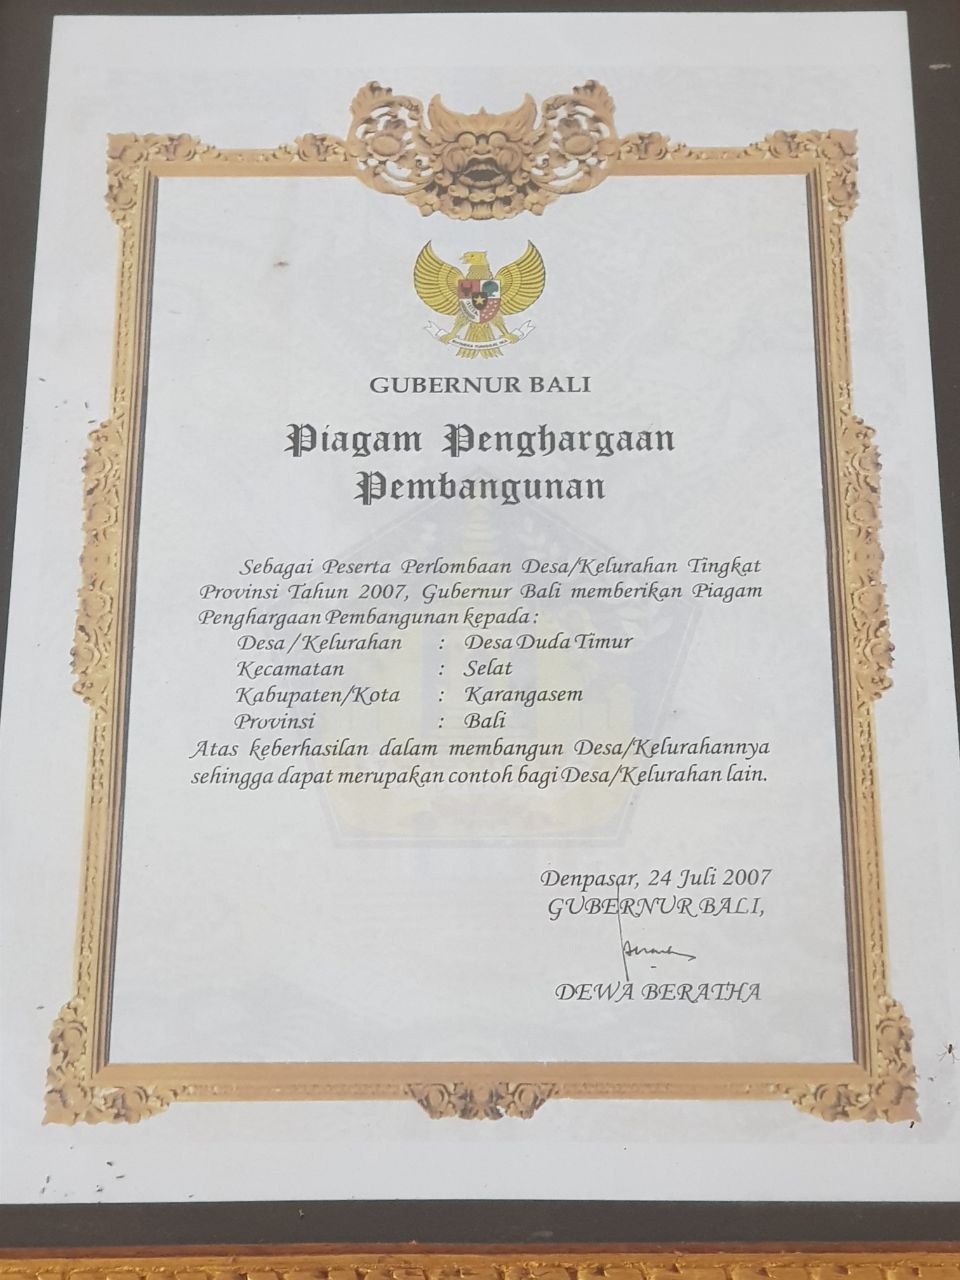 GUBERNUR BALI
Piagam Penghargaan
Pembangunan
Sebagai Peserta Perlombaan Desa/Kelurahan Tingkat
Provinsi Tahun 2007, Gubernur Bali memberikan Piagam
Penghargaan Pembangunan kepada :
Desa / Kelurahan : Desa Duda Timur
Kecamatan : Selat
Kabupaten/Kota : Karangasem
Provinsi : Bali
Atas keberhasilan dalam membangun Desa/Kelurahannya
sehingga dapat merupakan contoh bagi Desa/Kelurahan lain.
Denpasar, 24 Juli 2007
GUBERNUR BALI,
DEWA BERATHA